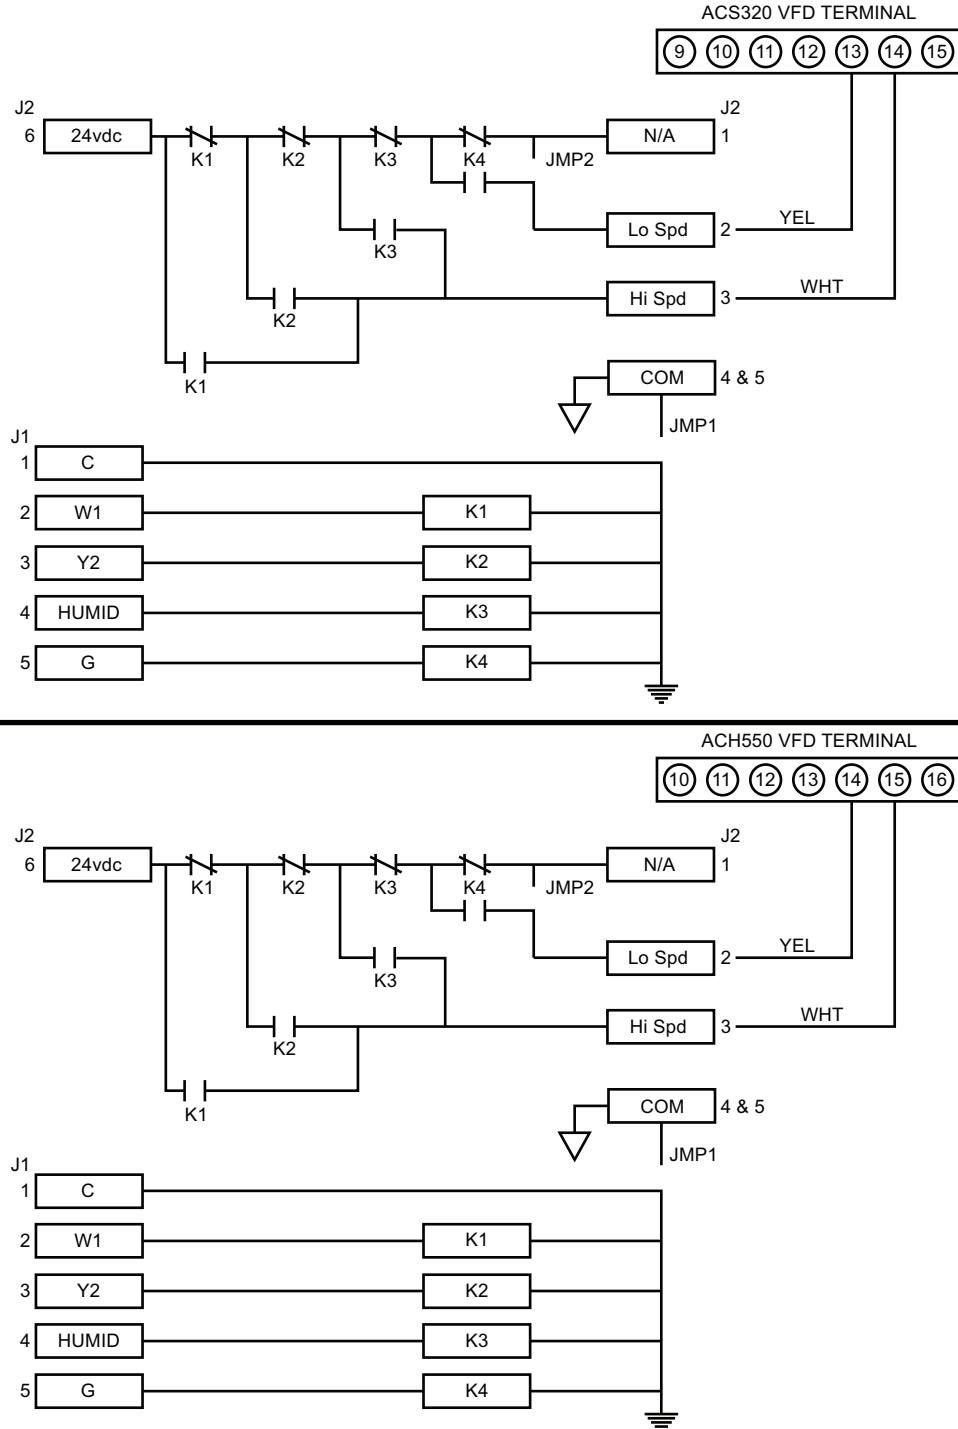 ACS320 VFD TERMINAL
9 10 11 12 13 14 15
J2 J2
6 24vdc N/A 1
K1 K2 K3 K4 JMP2
Lo Spd 2 YEL
K3
Hi Spd 3 WHT
K2
K1
COM 4 & 5
JMP1
J1
1 C
2 W1 K1
3 Y2 K2
4 HUMID K3
5 G K4
ACH550 VFD TERMINAL
10 11 12 13 14 15 16
J2 J2
6 24vdc N/A 1
K1 K2 K3 K4 JMP2
Lo Spd 2 YEL
K3
Hi Spd 3 WHT
K2
K1
COM 4 & 5
JMP1
J1
1 C
2 W1 K1
3 Y2 K2
4 HUMID K3
5 G K4